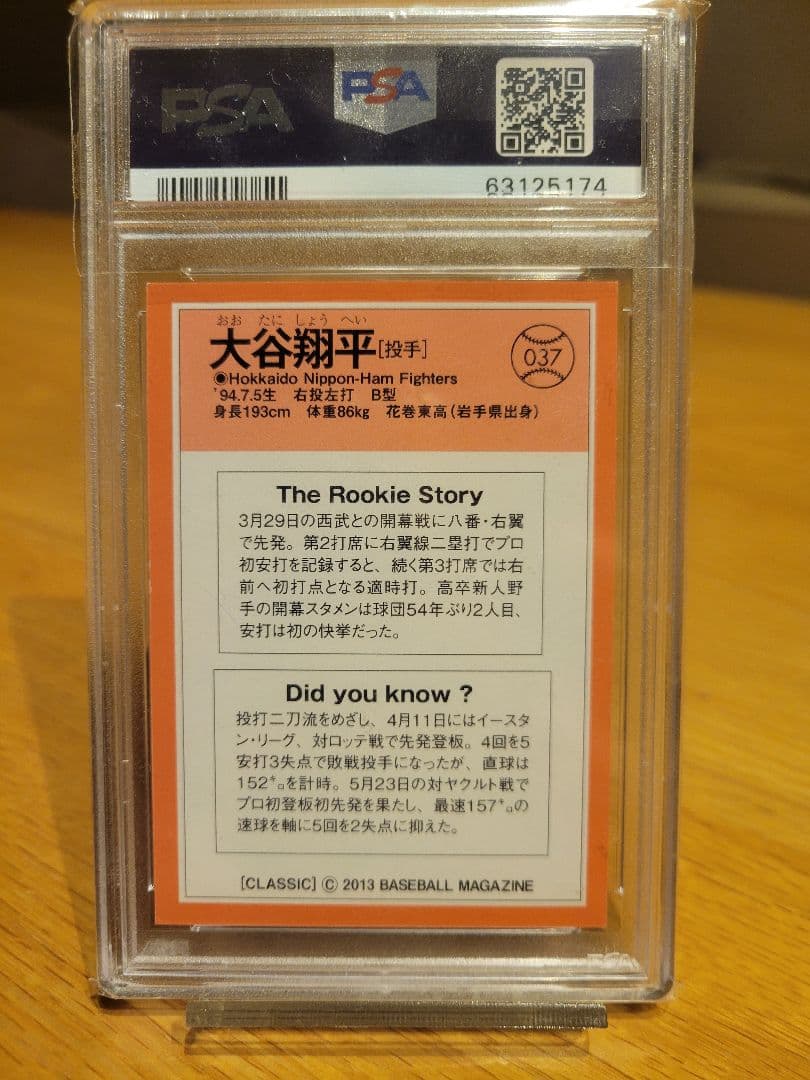 PSA
PSA
63125174
おお たに しょう へい
大谷翔平[投手]
037
◉Hokkaido Nippon-Ham Fighters
'94.7.5生 右投左打 B型
身長193cm 体重86kg 花巻東高(岩手県出身)
The Rookie Story
3月29日の西武との開幕戦に八番・右翼
で先発。第2打席に右翼線二塁打でプロ
初安打を記録すると、続く第3打席では右
前へ初打点となる適時打。高卒新人野
手の開幕スタメンは球団54年ぶり2人目、
安打は初の快挙だった。
Did you know ?
投打二刀流をめざし、4月11日にはイースタ
ン・リーグ、対ロッテ戦で先発登板。4回を5
安打3失点で敗戦投手になったが、直球は
152㌔を計時。5月23日の対ヤクルト戦で
プロ初登板初先発を果たし、最速157㌔の
速球を軸に5回を2失点に抑えた。
[CLASSIC] © 2013 BASEBALL MAGAZINE
PSA